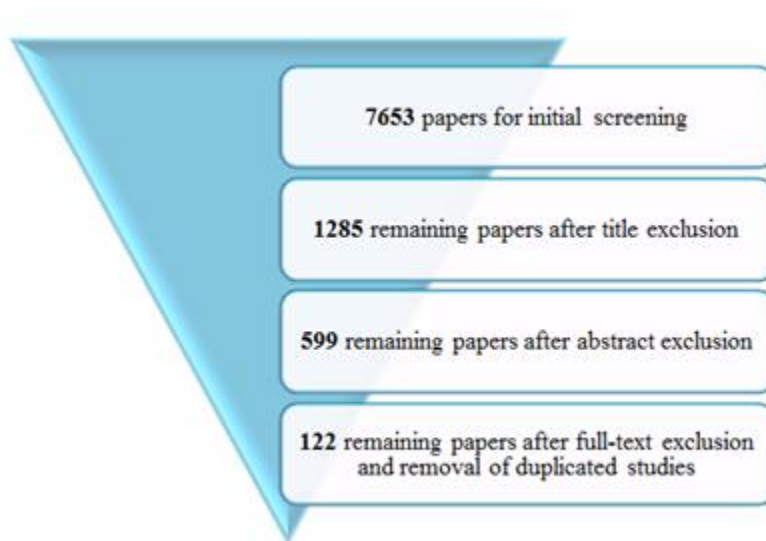 7653 papers for initial screening
1285 remaining papers after title exclusion
599 remaining papers after abstract exclusion
122 remaining papers after full-text exclusion
and removal of duplicated studies